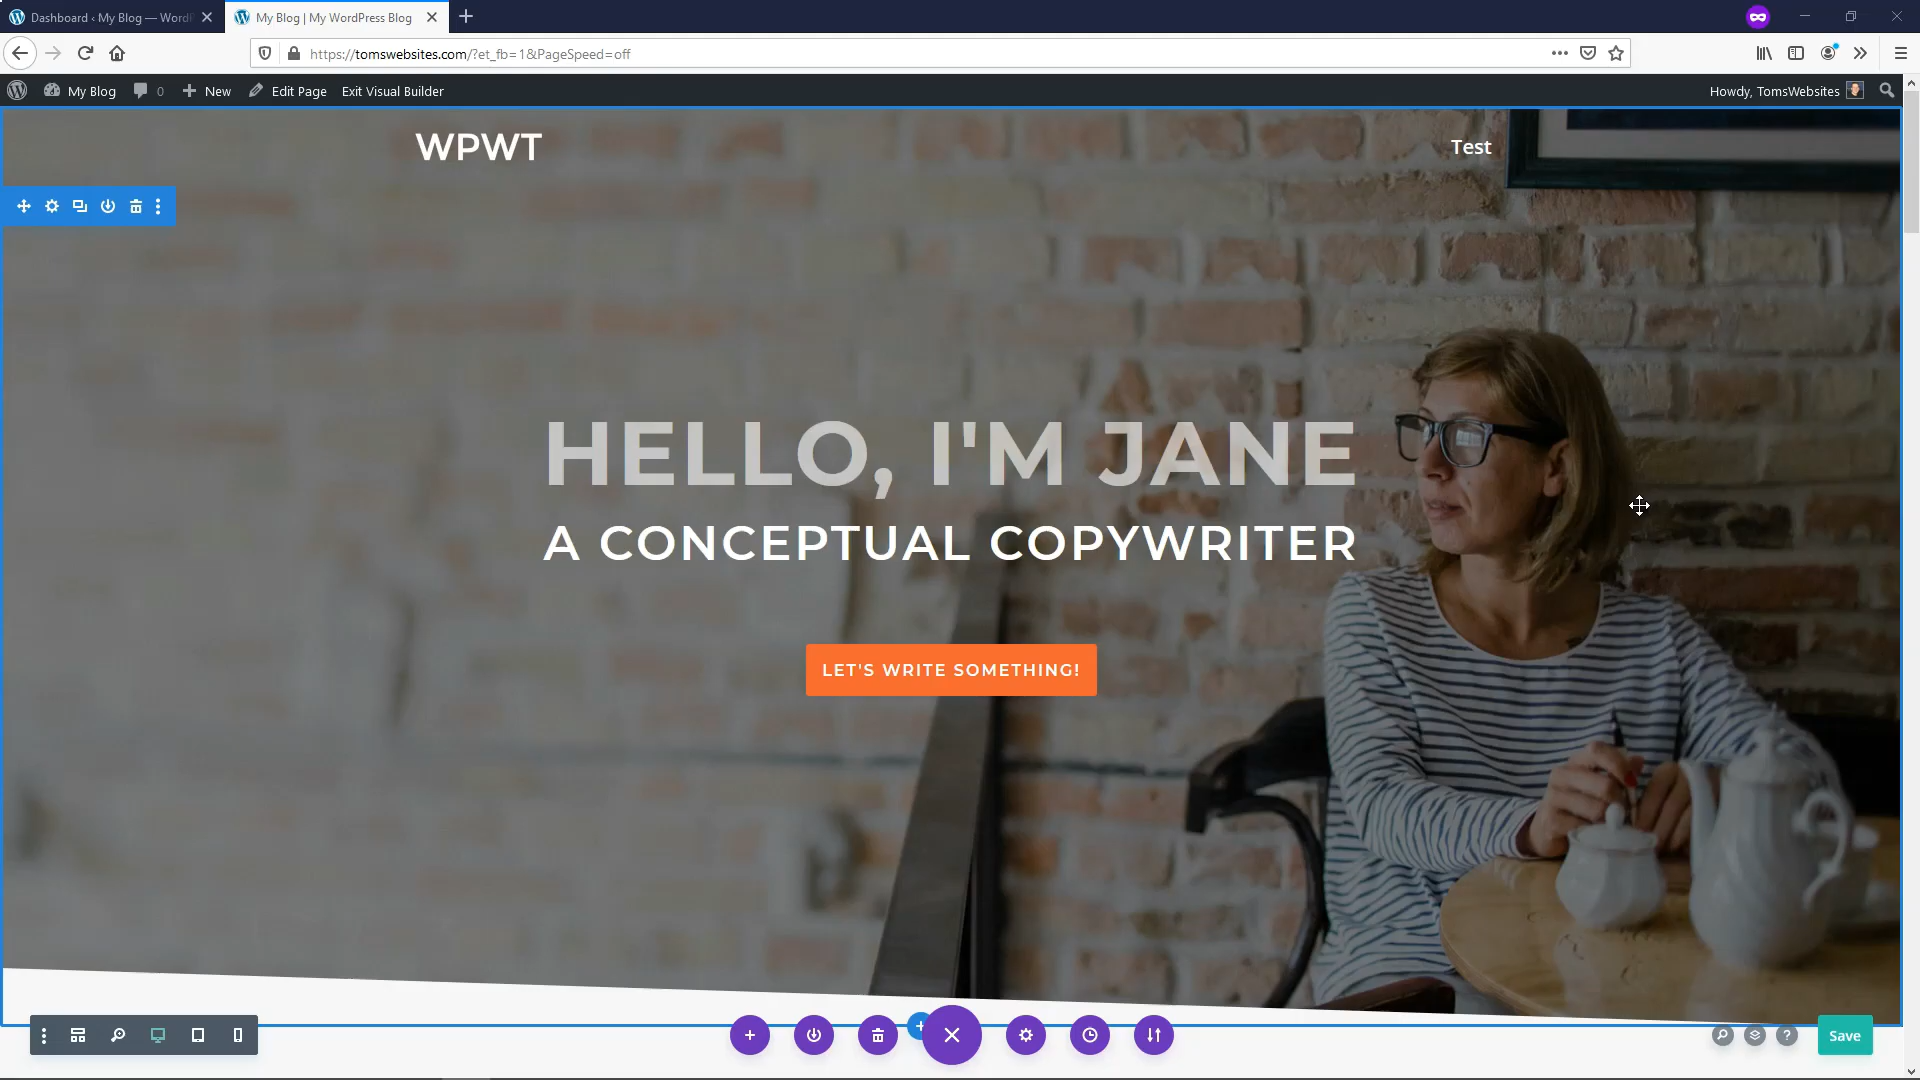 Dashboard ‹ My Blog — WordP
My Blog | My WordPress Blog
https://tomswebsites.com/?et_fb=1&PageSpeed=off
My Blog
0
New
Edit Page
Exit Visual Builder
Howdy, TomsWebsites
WPWT
Test
HELLO, I'M JANE
A CONCEPTUAL COPYWRITER
LET'S WRITE SOMETHING!
?
Save